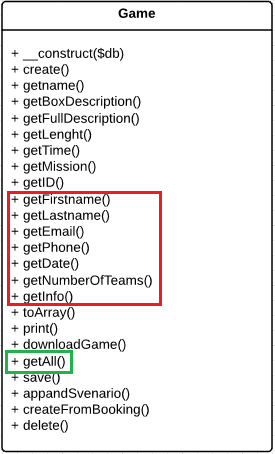 Game
+ __construct($db)
+ create()
+ getname()
+ getBoxDescription()
+ getFullDescription()
+ getLenght()
+ getTime()
+ getMission()
+ getID()
+ getFirstname()
+ getLastname()
+ getEmail()
+ getPhone()
+ getDate()
+ getNumberOfTeams()
+ getInfo()
+ toArray()
+ print()
+ downloadGame()
+ getAll()
+ save()
+ appandSvenario()
+ createFromBooking()
+ delete()